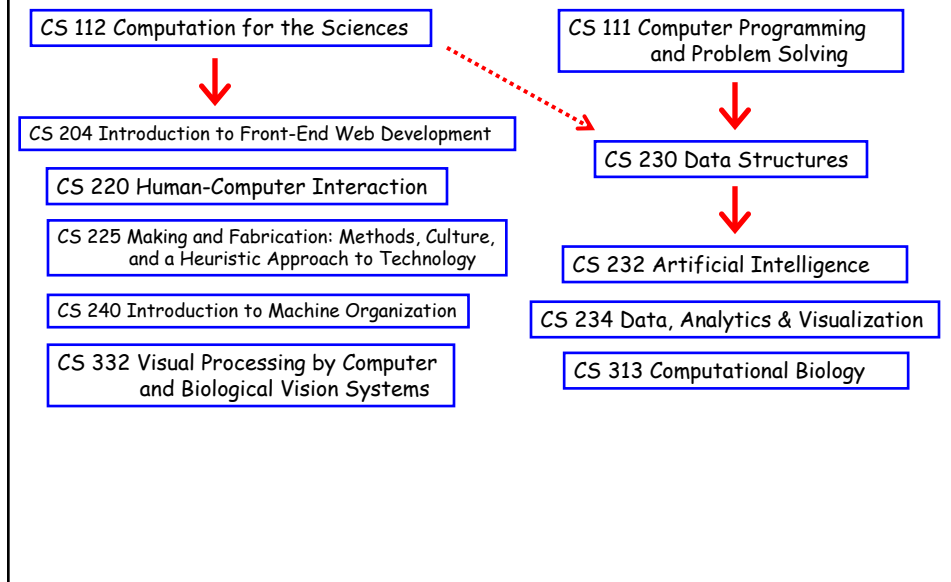 CS 112 Computation for the Sciences
CS 111 Computer Programming
and Problem Solving
CS 204 Introduction to Front-End Web Development
CS 230 Data Structures
CS 220 Human-Computer Interaction
CS 225 Making and Fabrication: Methods, Culture,
and a Heuristic Approach to Technology
CS 232 Artificial Intelligence
CS 240 Introduction to Machine Organization
CS 234 Data, Analytics & Visualization
CS 332 Visual Processing by Computer
and Biological Vision Systems
CS 313 Computational Biology